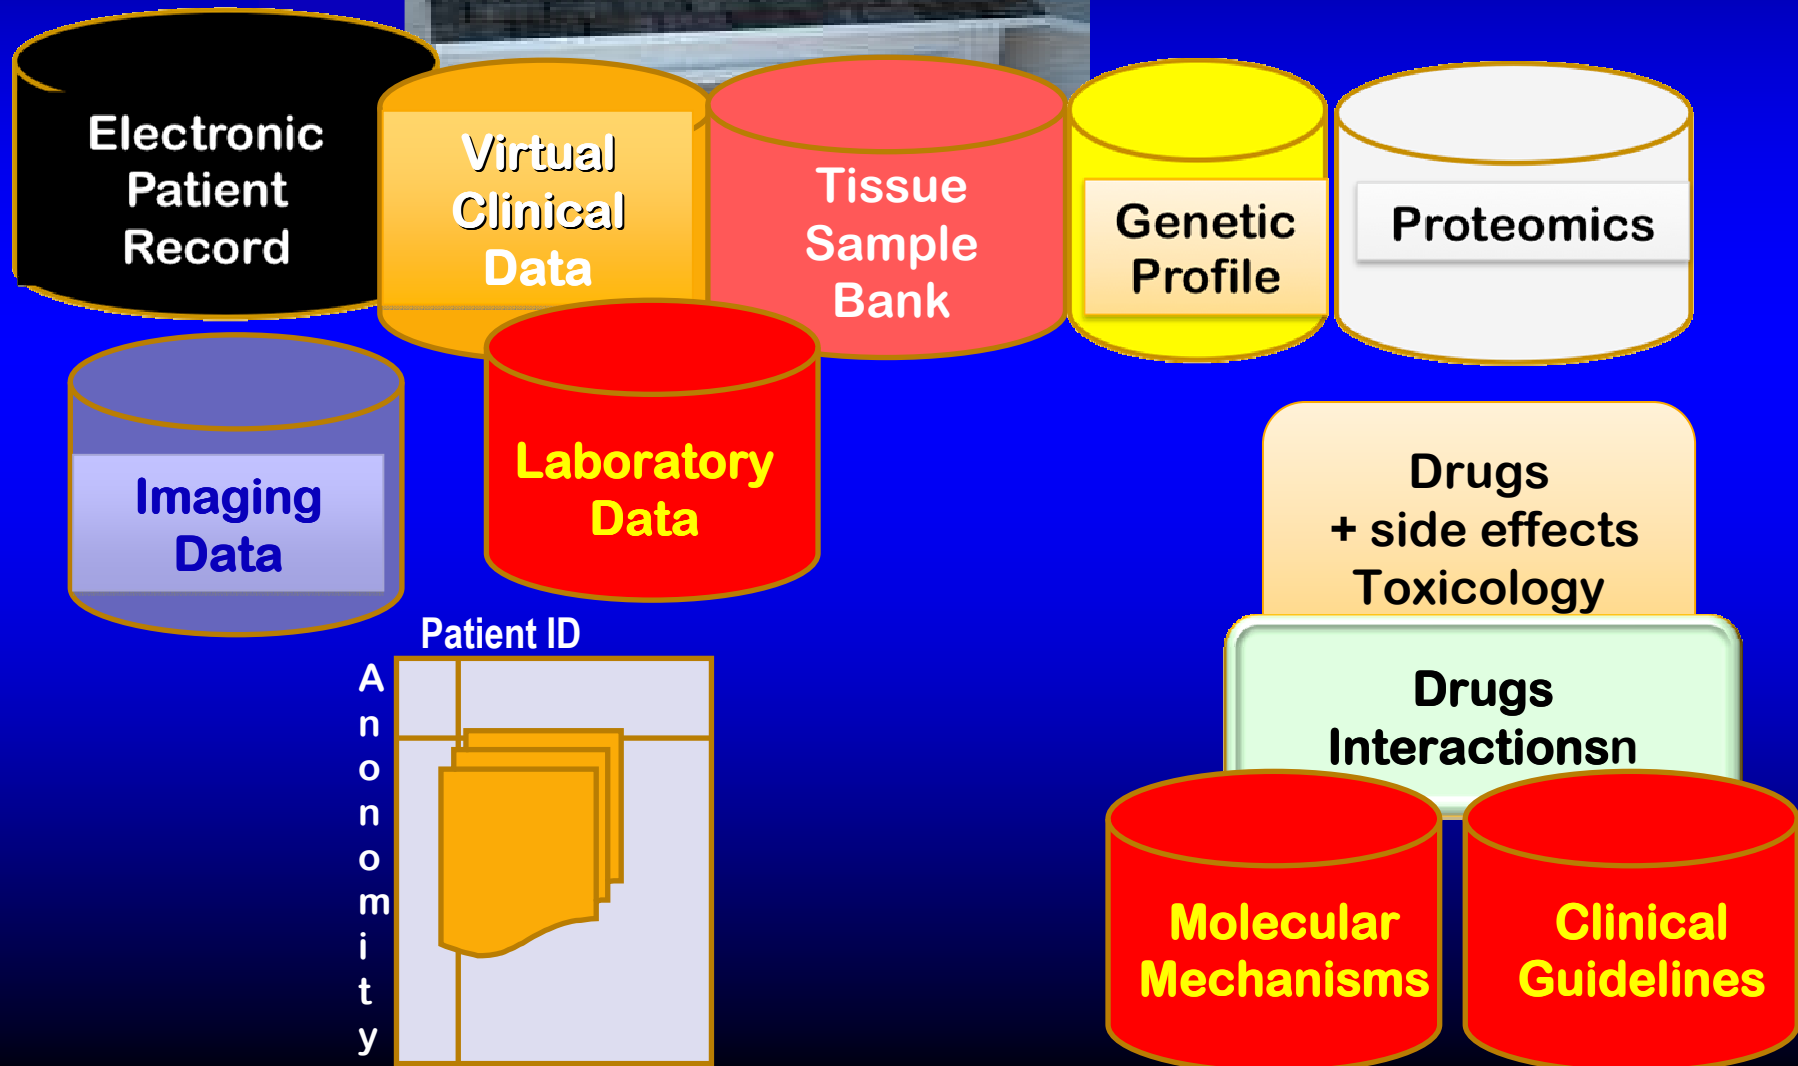 Electronic
Patient
Record
Virtual
Clinical
Data
Tissue
Sample
Bank
Genetic
Profile
Proteomics
Imaging
Data
Laboratory
Data
Drugs
+ side effects
Toxicology
Drugs
Interactionsn
Patient ID
A
n
o
n
o
m
i
t
y
Molecular
Mechanisms
Clinical
Guidelines